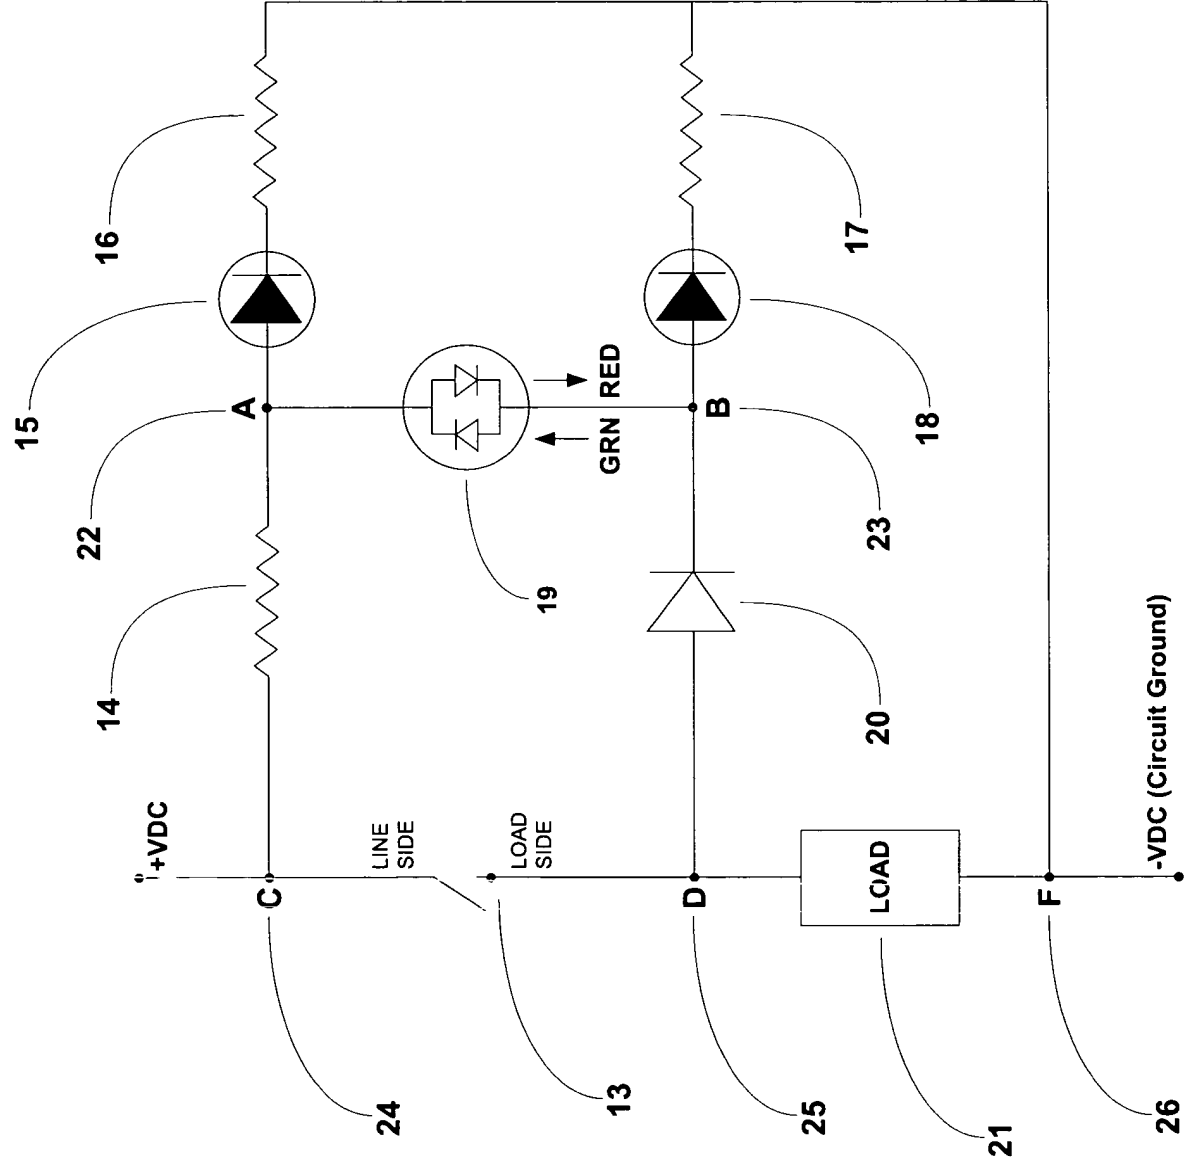 16
17
15
A
RED
B
18
22
GRN
23
19
14
20
+VDC
LINE
SIDE
LOAD
SIDE
-VDC (Circuit Ground)
C
D
LOAD
F
24
13
25
21
26